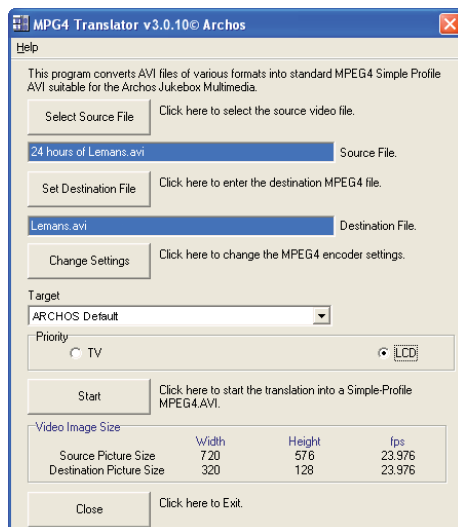 MPG4 Translator v3.0.10© Archos
Help
This program converts AVI files of various formats into standard MPEG4 Simple Profile
AVI suitable for the Archos Jukebox Multimedia.
Select Source File Click here to select the source video file.
24 hours of Lemans.avi Source File.
Set Destination File Click here to enter the destination MPEG4 file.
Lemans.avi Destination File.
Change Settings Click here to change the MPEG4 encoder settings.
Target
ARCHOS Default
Priority
TV LCD
Start Click here to start the translation into a Simple-Profile
MPEG4.AVI.
Video Image Size
Width Height fps
Source Picture Size 720 576 23.976
Destination Picture Size 320 128 23.976
Close Click here to Exit.